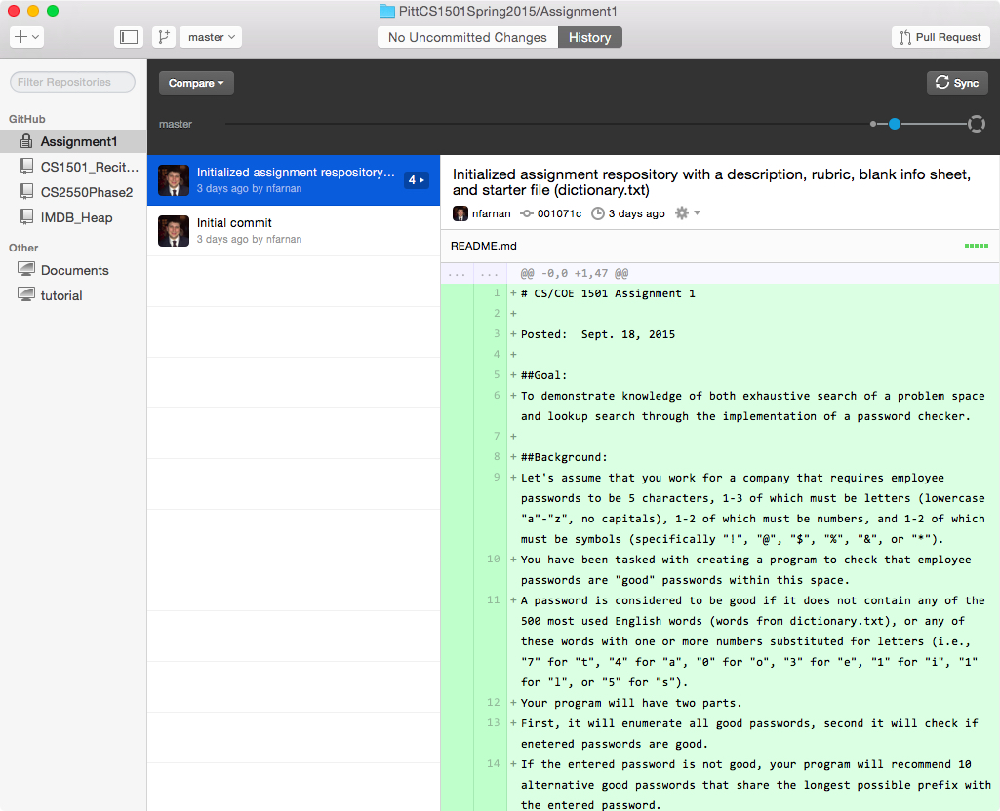 PittCS1501Spring2015/Assignment1
master
No Uncommitted Changes
History
Pull Request
Filter Repositories
Compare
Sync
GitHub
master
Assignment1
CS1501_Recit...
CS2550Phase2
IMDB_Heap
Other
Documents
tutorial
Initialized assignment respository...
3 days ago by nfarnan
4
Initial commit
3 days ago by nfarnan
Initialized assignment respository with a description, rubric, blank info sheet,
and starter file (dictionary.txt)
nfarnan 001071c 3 days ago
README.md
... ... @@ -0,0 +1,47 @@
1 +# CS/COE 1501 Assignment 1
2 +
3 +Posted:  Sept. 18, 2015
4 +
5 +##Goal:
6 +To demonstrate knowledge of both exhaustive search of a problem space
and lookup search through the implementation of a password checker.
7 +
8 +##Background:
9 +Let's assume that you work for a company that requires employee
passwords to be 5 characters, 1-3 of which must be letters (lowercase
"a"-"z", no capitals), 1-2 of which must be numbers, and 1-2 of which
must be symbols (specifically "!", "@", "$", "%", "&", or "*").
10 +You have been tasked with creating a program to check that employee
passwords are "good" passwords within this space.
11 +A password is considered to be good if it does not contain any of the
500 most used English words (words from dictionary.txt), or any of
these words with one or more numbers substituted for letters (i.e.,
"7" for "t", "4" for "a", "0" for "o", "3" for "e", "1" for "i", "1"
for "l", or "5" for "s").
12 +Your program will have two parts.
13 +First, it will enumerate all good passwords, second it will check if
enetered passwords are good.
14 +If the entered password is not good, your program will recommend 10
alternative good passwords that share the longest possible prefix with
the entered password.